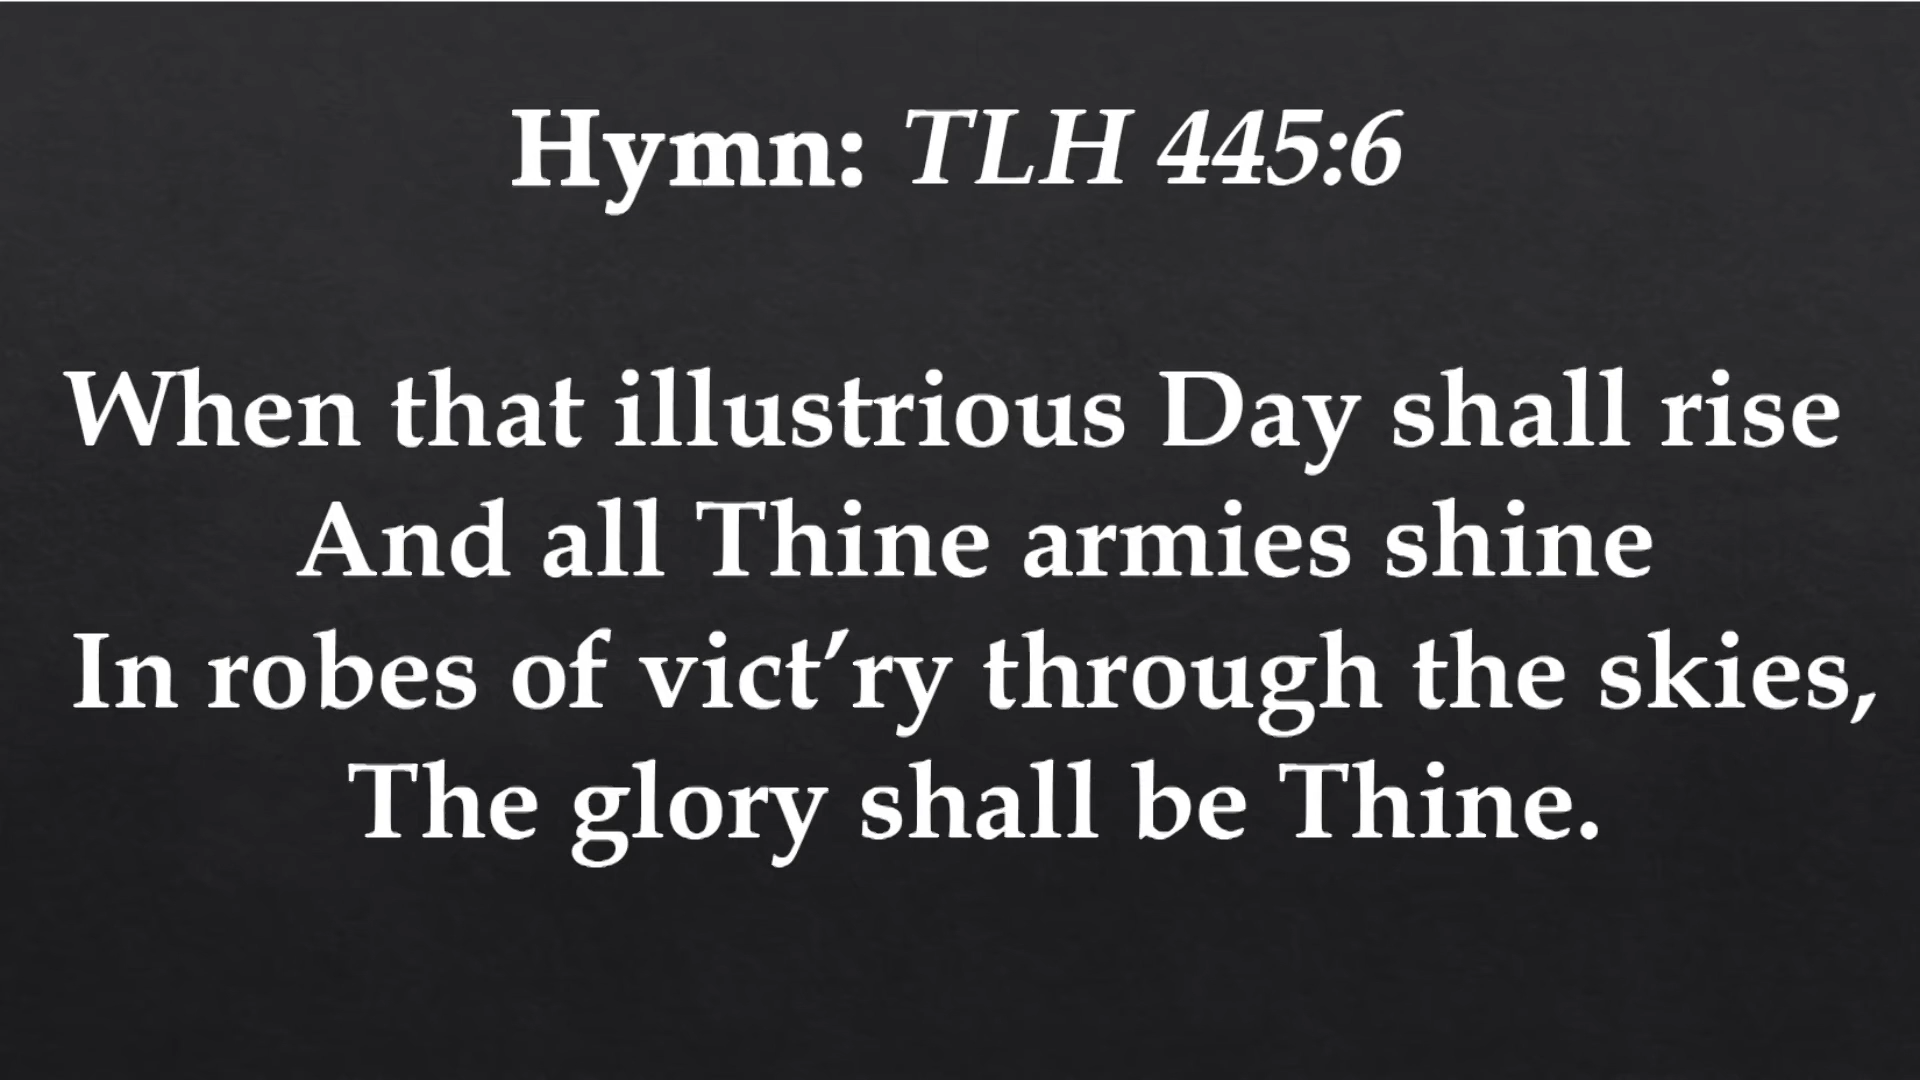 Hymn: TLH 445:6
When that illustrious Day shall rise
And all Thine armies shine
In robes of vict’ry through the skies,
The glory shall be Thine.